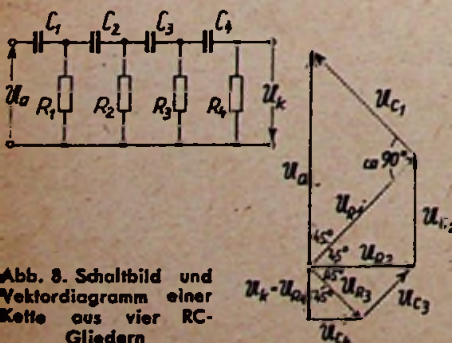 C₁ C₂ C₃ C₄
𝔘a R₁ R₂ R₃ R₄ 𝔘k
𝔘C₁
ca 90°
𝔘a
𝔘R₁
𝔘C₂
45°
45°
𝔘R2
𝔘k = 𝔘R4
45°
45°
𝔘R3
𝔘C3
𝔘C4
Abb. 8. Schaltbild und
Vektordiagramm einer
Kette aus vier RC-
Gliedern